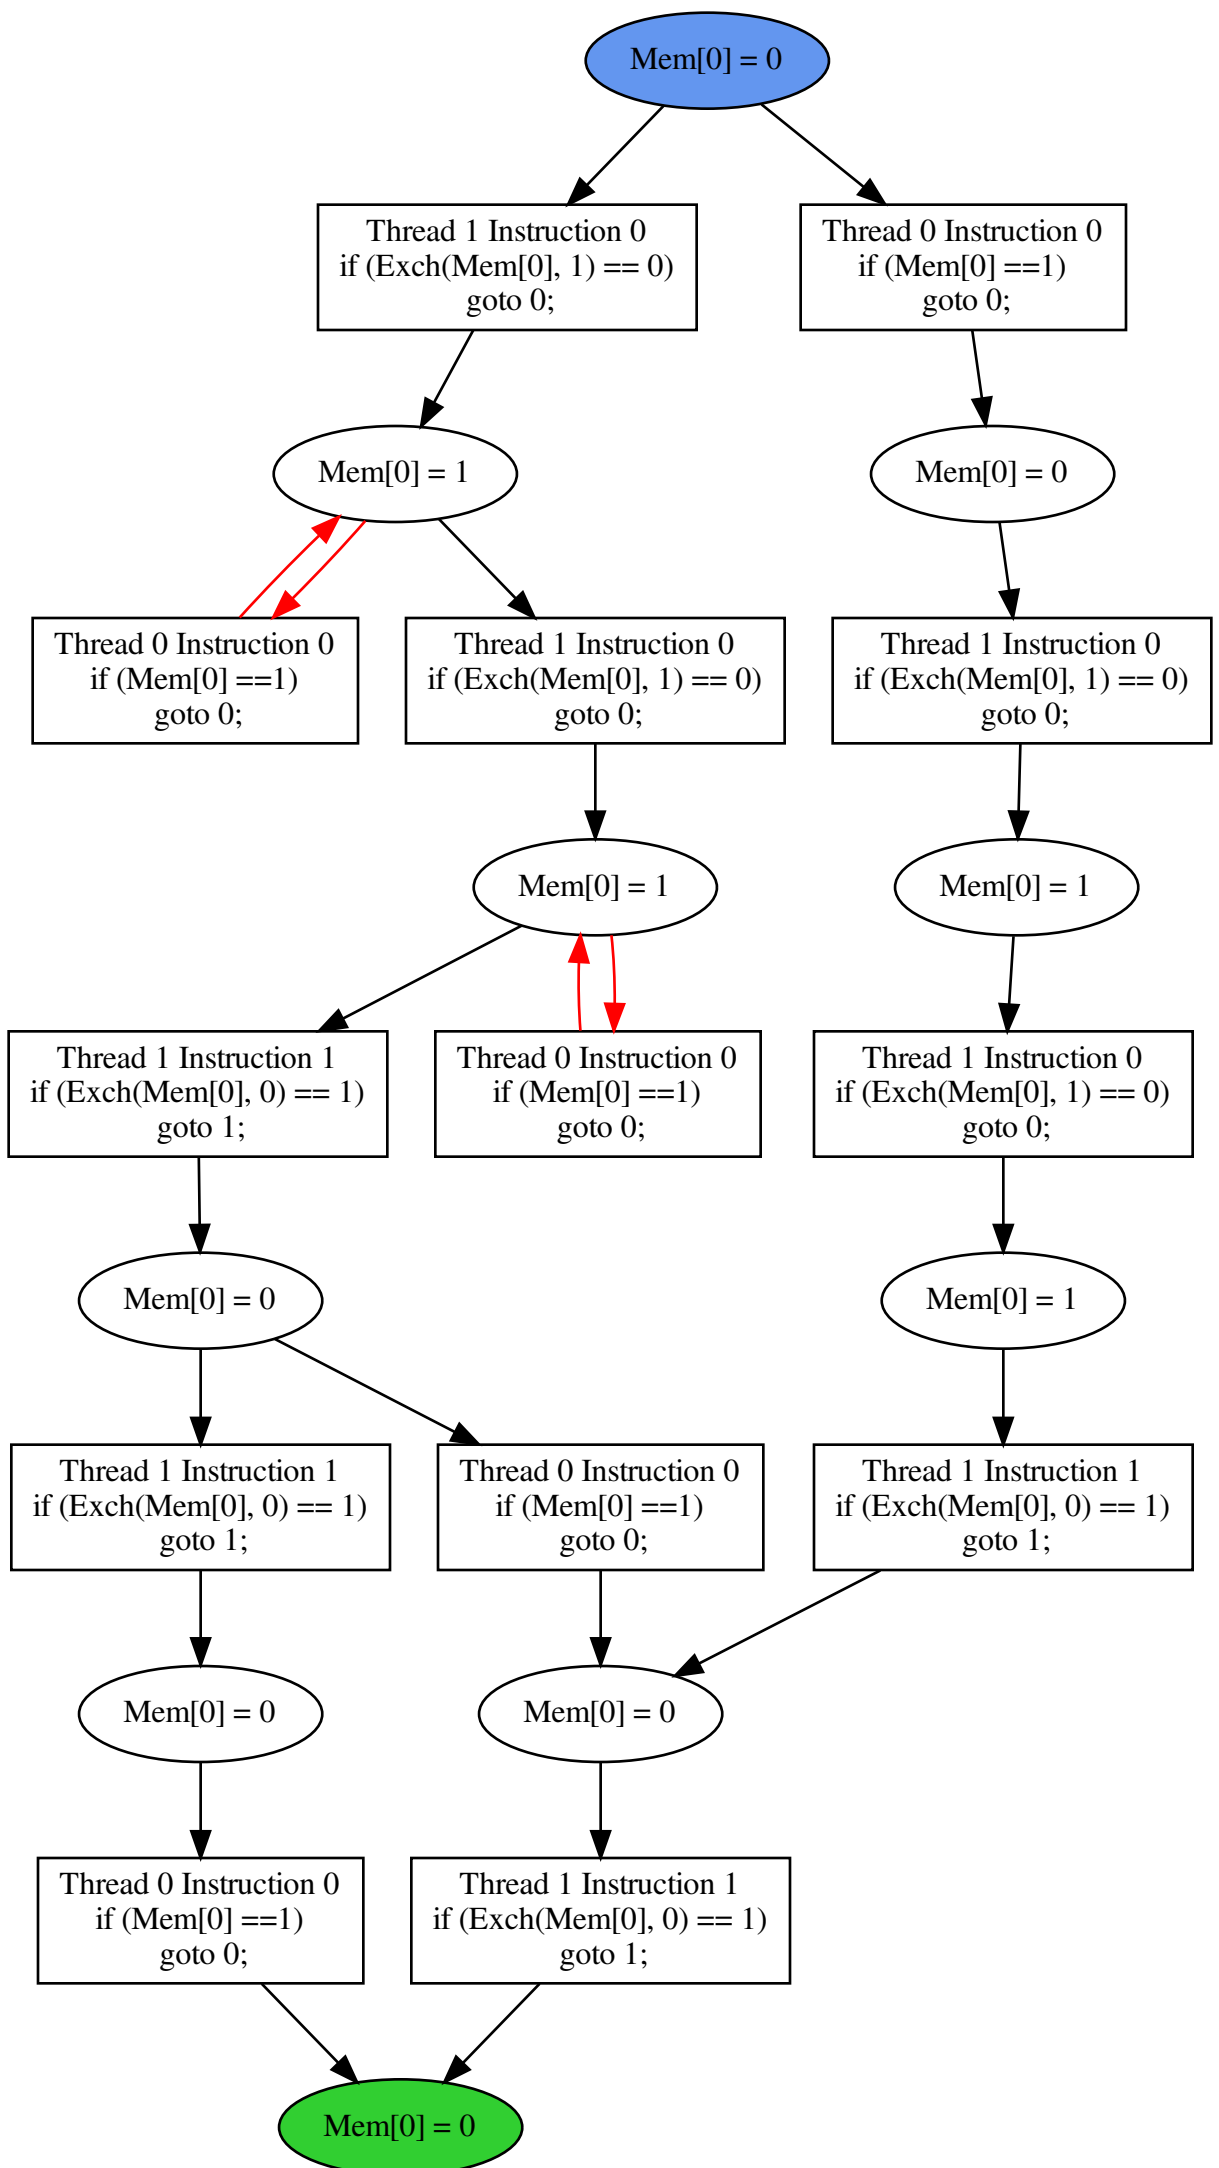 Mem[0] = 0
Thread 1 Instruction 0
if (Exch(Mem[0], 1) == 0)
goto 0;
Thread 0 Instruction 0
if (Mem[0] ==1)
goto 0;
Mem[0] = 1
Mem[0] = 0
Thread 0 Instruction 0
if (Mem[0] ==1)
goto 0;
Thread 1 Instruction 0
if (Exch(Mem[0], 1) == 0)
goto 0;
Thread 1 Instruction 0
if (Exch(Mem[0], 1) == 0)
goto 0;
Mem[0] = 1
Mem[0] = 1
Thread 1 Instruction 1
if (Exch(Mem[0], 0) == 1)
goto 1;
Thread 0 Instruction 0
if (Mem[0] ==1)
goto 0;
Thread 1 Instruction 0
if (Exch(Mem[0], 1) == 0)
goto 0;
Mem[0] = 0
Mem[0] = 1
Thread 1 Instruction 1
if (Exch(Mem[0], 0) == 1)
goto 1;
Thread 0 Instruction 0
if (Mem[0] ==1)
goto 0;
Thread 1 Instruction 1
if (Exch(Mem[0], 0) == 1)
goto 1;
Mem[0] = 0
Mem[0] = 0
Thread 0 Instruction 0
if (Mem[0] ==1)
goto 0;
Thread 1 Instruction 1
if (Exch(Mem[0], 0) == 1)
goto 1;
Mem[0] = 0